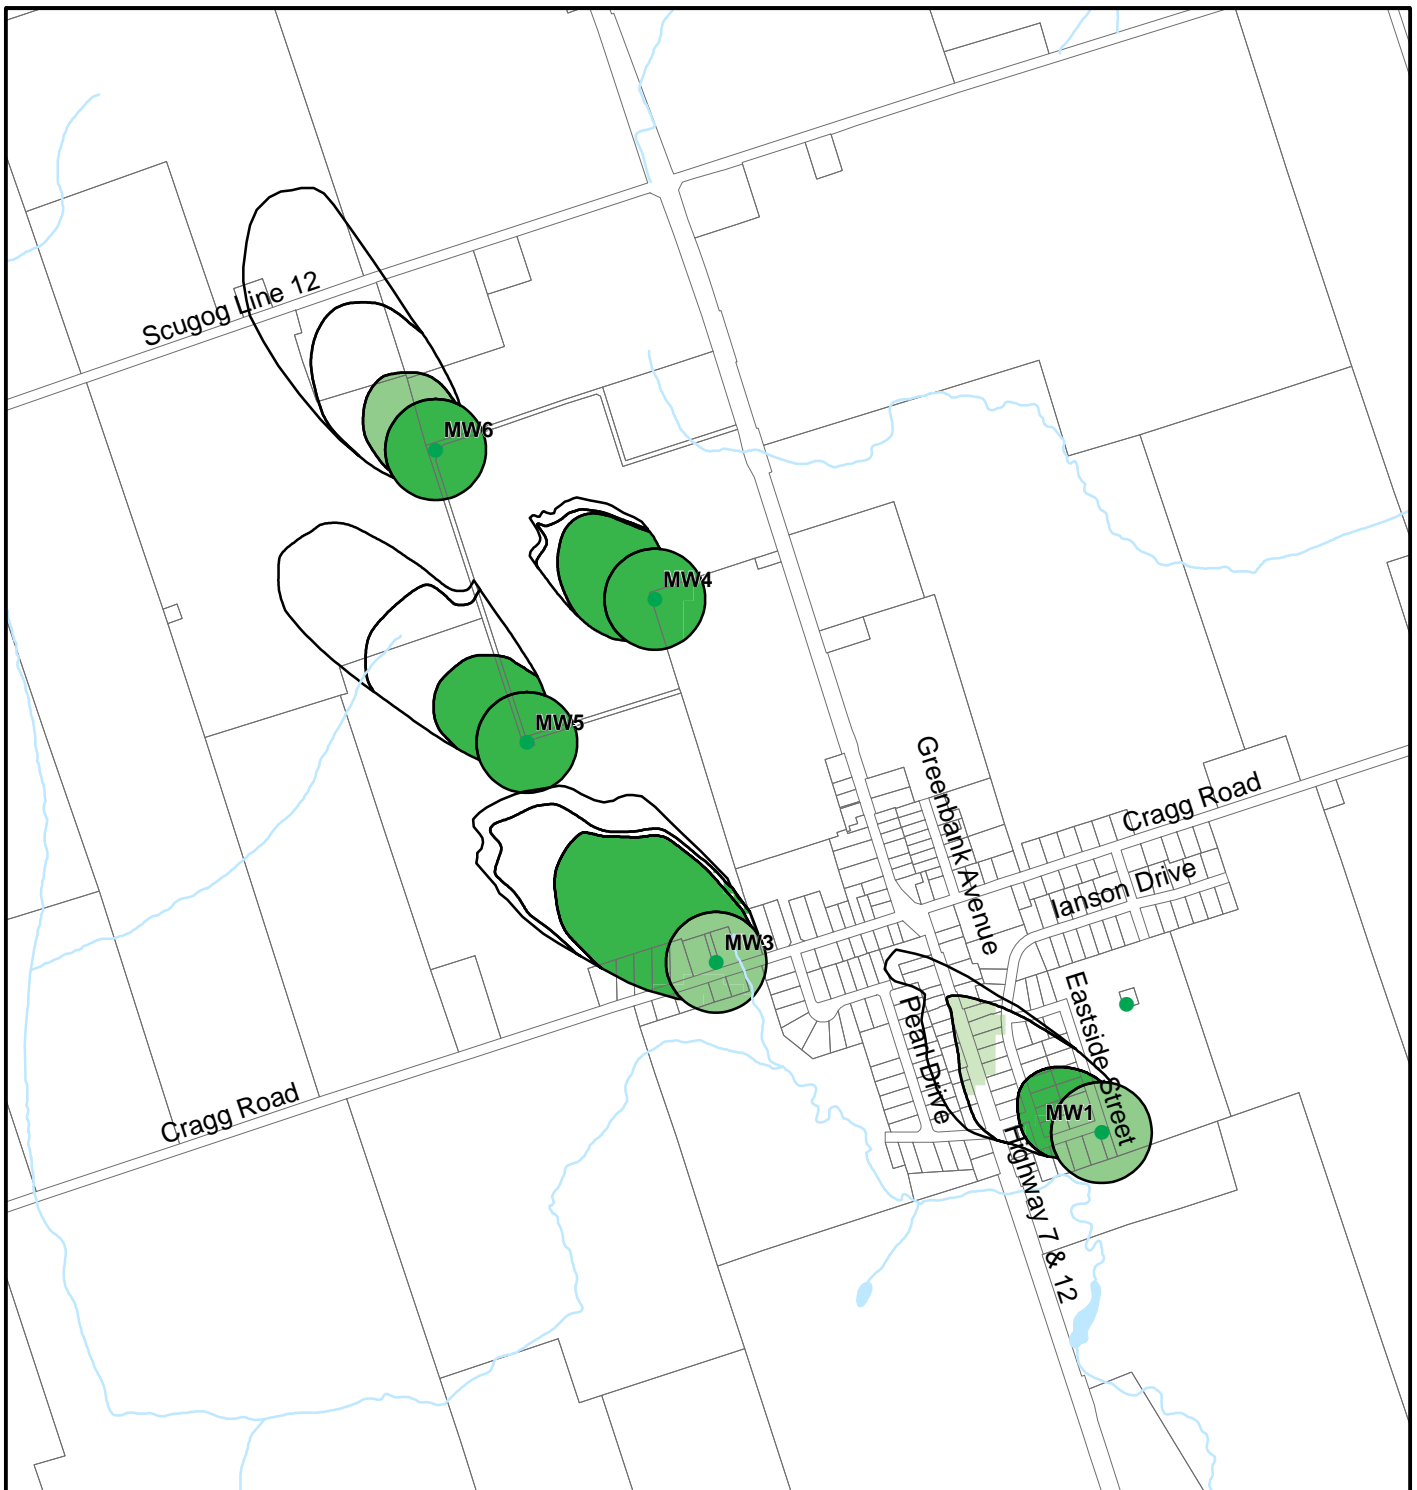 Scugog Line 12
MW6
MW4
MW5
Greenbank Avenue
Cragg Road
Ianson Drive
MW3
Eastside Street
Pearl Drive
MW1
Cragg Road
Highway 7 & 12